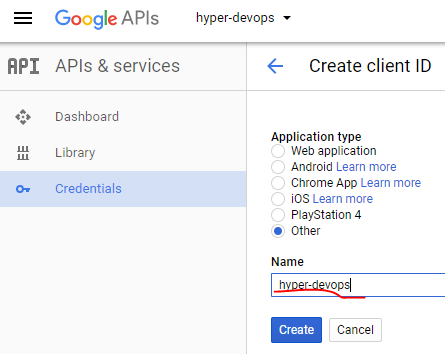 Google APIs
hyper-devops
API APIs & services
Create client ID
Dashboard
Library
Credentials
Application type
Web application
Android Learn more
Chrome App Learn more
iOS Learn more
PlayStation 4
Other
Name
hyper-devops
Create
Cancel